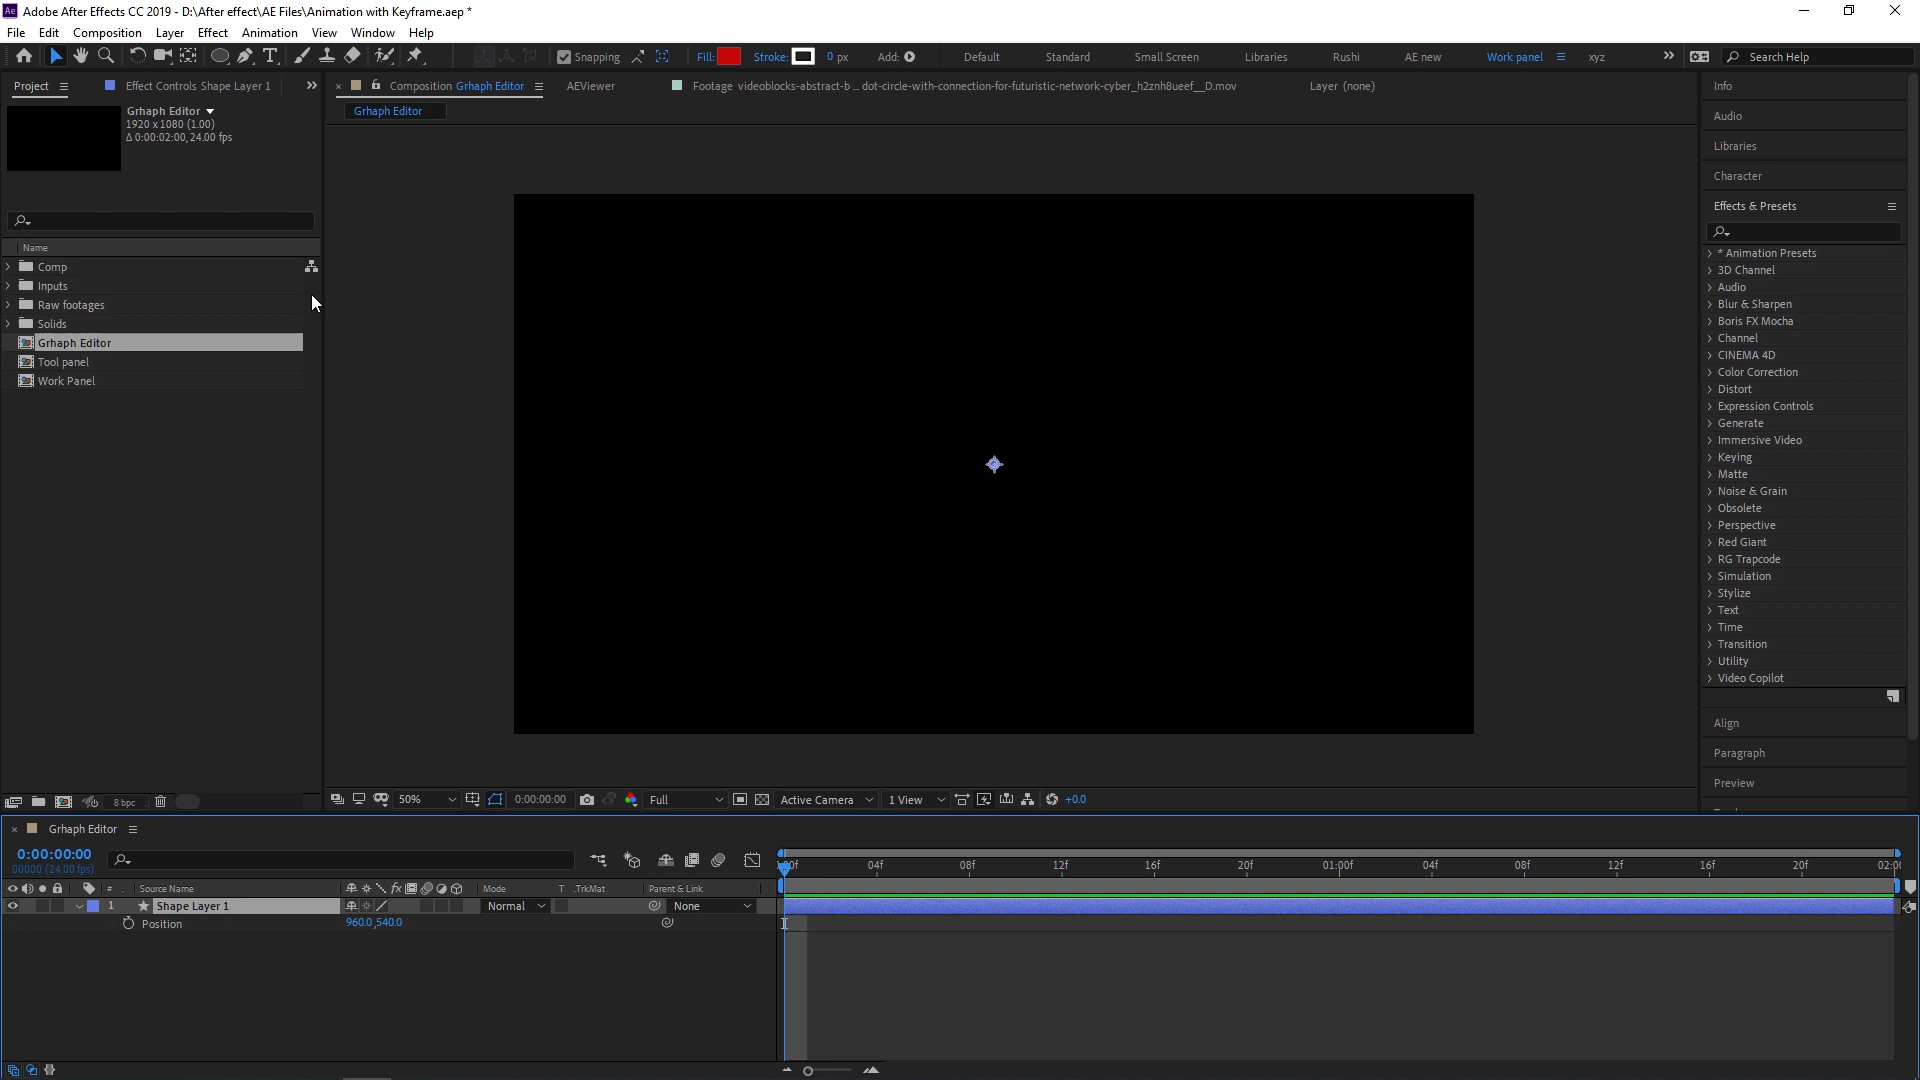 Ae Adobe After Effects CC 2019 - D:\After effect\AE Files\Animation with Keyframe.aep *
File Edit Composition Layer Effect Animation View Window Help
Snapping Fill: Stroke: 0 px Add: Default Standard Small Screen Libraries Rushi AE new Work panel xyz Search Help
Project Effect Controls Shape Layer 1 Composition Grhaph Editor AEViewer Footage videoblocks-abstract-b ... dot-circle-with-connection-for-futuristic-network-cyber_h2znh8ueef__D.mov Layer (none) Info
Grhaph Editor
1920 x 1080 (1.00)
Δ 0:00:02:00, 24.00 fps
Grhaph Editor
Name
Comp
Inputs
Raw footages
Solids
Grhaph Editor
Tool panel
Work Panel
8 bpc
50% 0:00:00:00 Full Active Camera 1 View +0.0
Audio
Libraries
Character
Effects & Presets
* Animation Presets
3D Channel
Audio
Blur & Sharpen
Boris FX Mocha
Channel
CINEMA 4D
Color Correction
Distort
Expression Controls
Generate
Immersive Video
Keying
Matte
Noise & Grain
Obsolete
Perspective
Red Giant
RG Trapcode
Simulation
Stylize
Text
Time
Transition
Utility
Video Copilot
Align
Paragraph
Preview
Grhaph Editor
0:00:00:00
00000 (24.00 fps)
04f 08f 12f 16f 20f 01:00f 04f 08f 12f 16f 20f
# Source Name Mode T .TrkMat Parent & Link
1 Shape Layer 1 Normal None
Position 960.0,540.0